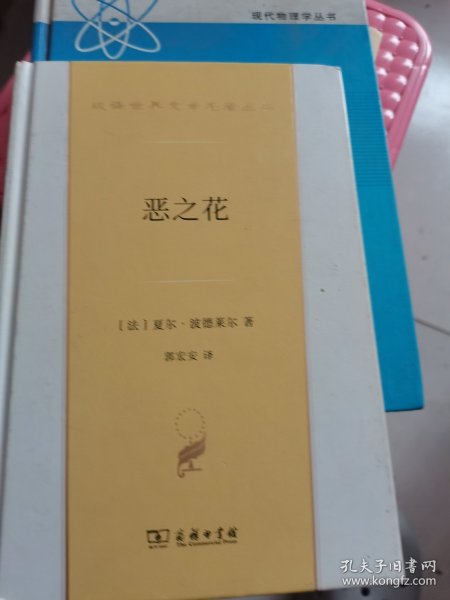 现代物理学丛书
汉译世界文学名著丛书
恶之花
〔法〕夏尔·波德莱尔 著
郭宏安 译
商务印书馆
The Commercial Press
孔夫子旧书网
www.kongfz.com